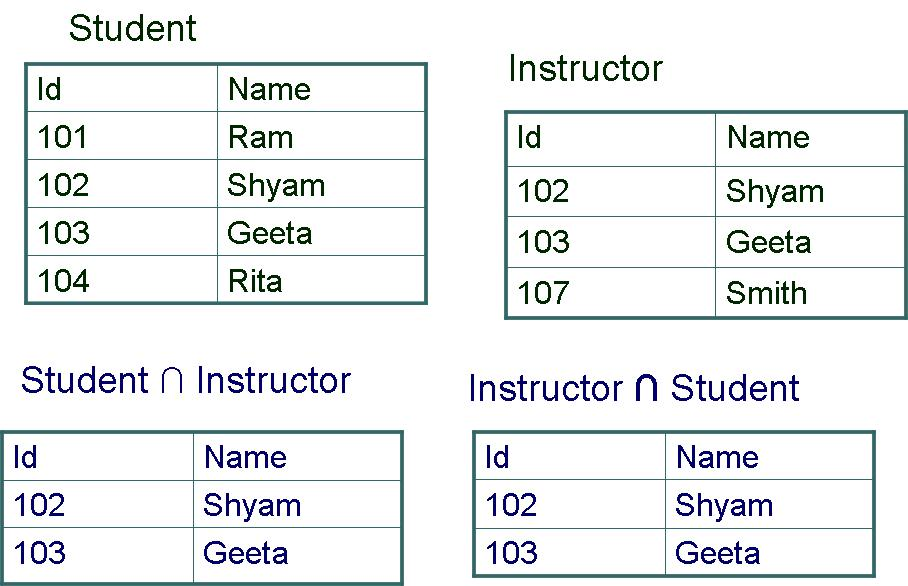 Student
Id Name
101 Ram
102 Shyam
103 Geeta
104 Rita
Instructor
Id Name
102 Shyam
103 Geeta
107 Smith
Student ∩ Instructor
Id Name
102 Shyam
103 Geeta
Instructor ∩ Student
Id Name
102 Shyam
103 Geeta